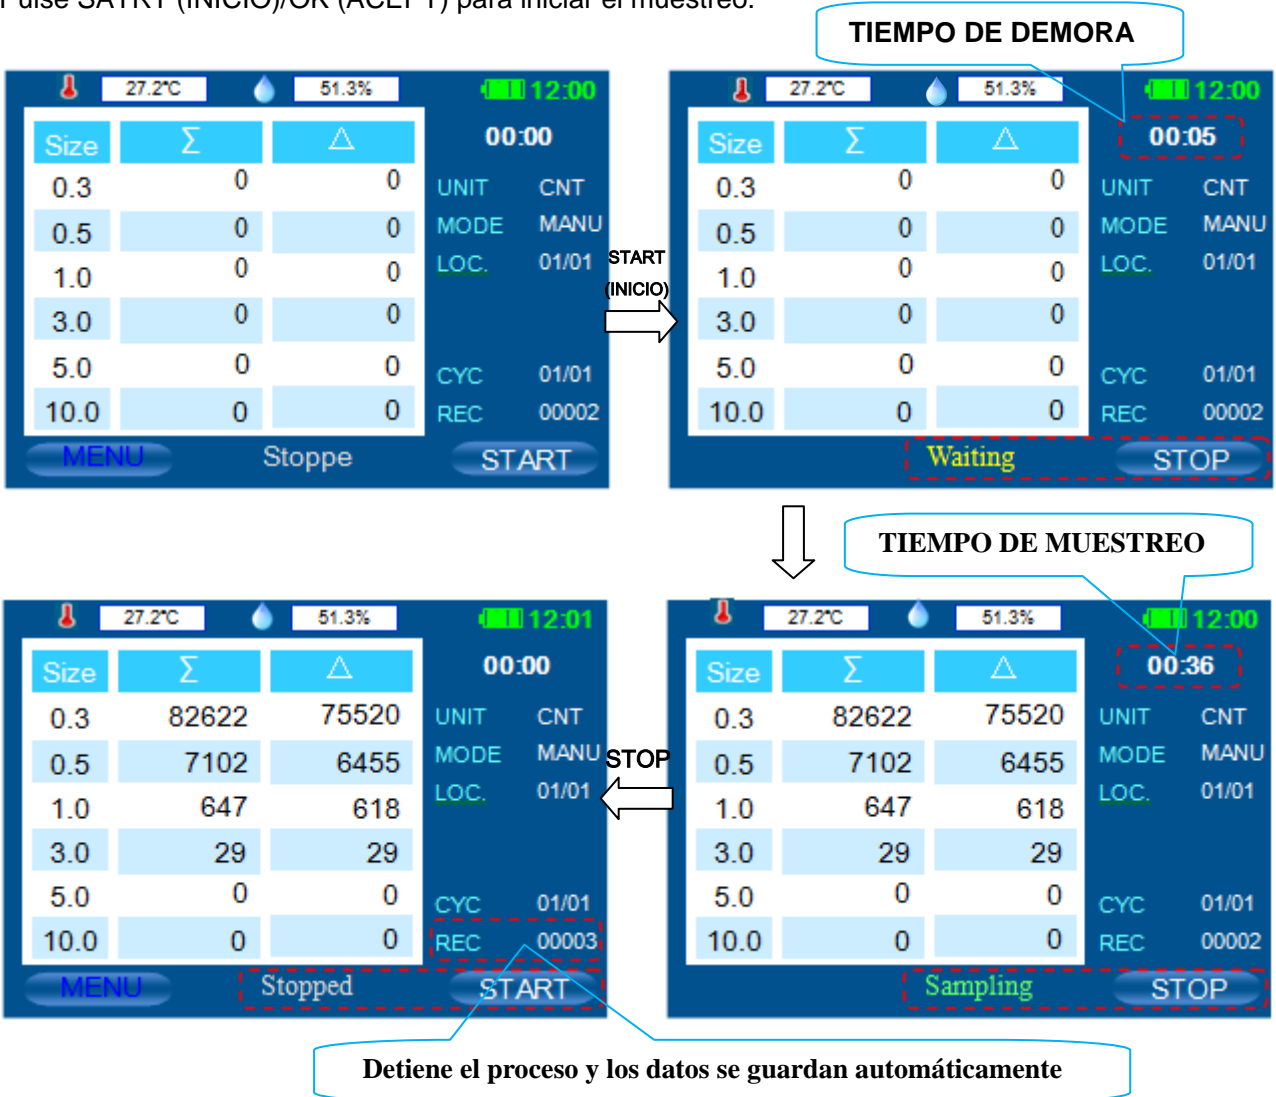 Pulse SATRT (INICIO)/OK (ACEPT) para iniciar el muestreo.
TIEMPO DE DEMORA
27.2℃ 51.3% 12:00
Size Σ △ 00:00
0.3 0 0 UNIT CNT
0.5 0 0 MODE MANU
1.0 0 0 LOC. 01/01
3.0 0 0
5.0 0 0 CYC 01/01
10.0 0 0 REC 00002
MENU Stoppe START
START
(INICIO)
27.2℃ 51.3% 12:00
Size Σ △ 00:05
0.3 0 0 UNIT CNT
0.5 0 0 MODE MANU
1.0 0 0 LOC. 01/01
3.0 0 0
5.0 0 0 CYC 01/01
10.0 0 0 REC 00002
Waiting STOP
TIEMPO DE MUESTREO
27.2℃ 51.3% 12:01
Size Σ △ 00:00
0.3 82622 75520 UNIT CNT
0.5 7102 6455 MODE MANU
1.0 647 618 LOC. 01/01
3.0 29 29
5.0 0 0 CYC 01/01
10.0 0 0 REC 00003
MENU Stopped START
STOP
27.2℃ 51.3% 12:00
Size Σ △ 00:36
0.3 82622 75520 UNIT CNT
0.5 7102 6455 MODE MANU
1.0 647 618 LOC. 01/01
3.0 29 29
5.0 0 0 CYC 01/01
10.0 0 0 REC 00002
Sampling STOP
Detiene el proceso y los datos se guardan automáticamente